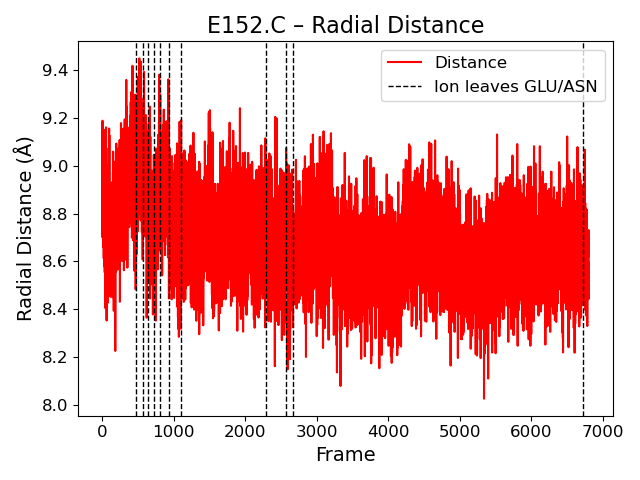 E152.C – Radial Distance
Distance
Ion leaves GLU/ASN
Radial Distance (Å)
9.4
9.2
9.0
8.8
8.6
8.4
8.2
8.0
0 1000 2000 3000 4000 5000 6000 7000
Frame